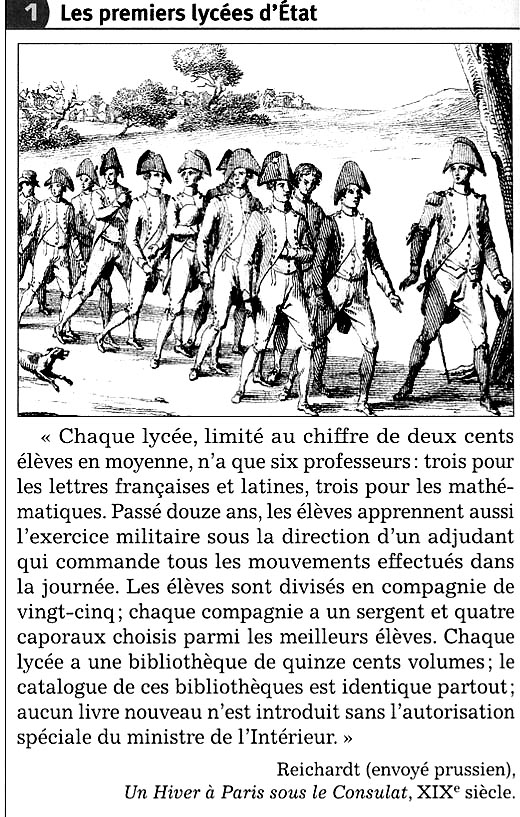 1 Les premiers lycées d'État
« Chaque lycée, limité au chiffre de deux cents
élèves en moyenne, n'a que six professeurs : trois pour
les lettres françaises et latines, trois pour les mathé-
matiques. Passé douze ans, les élèves apprennent aussi
l'exercice militaire sous la direction d'un adjudant
qui commande tous les mouvements effectués dans
la journée. Les élèves sont divisés en compagnie de
vingt-cinq ; chaque compagnie a un sergent et quatre
caporaux choisis parmi les meilleurs élèves. Chaque
lycée a une bibliothèque de quinze cents volumes ; le
catalogue de ces bibliothèques est identique partout ;
aucun livre nouveau n'est introduit sans l'autorisation
spéciale du ministre de l'Intérieur. »
Reichardt (envoyé prussien),
Un Hiver à Paris sous le Consulat, XIXe siècle.